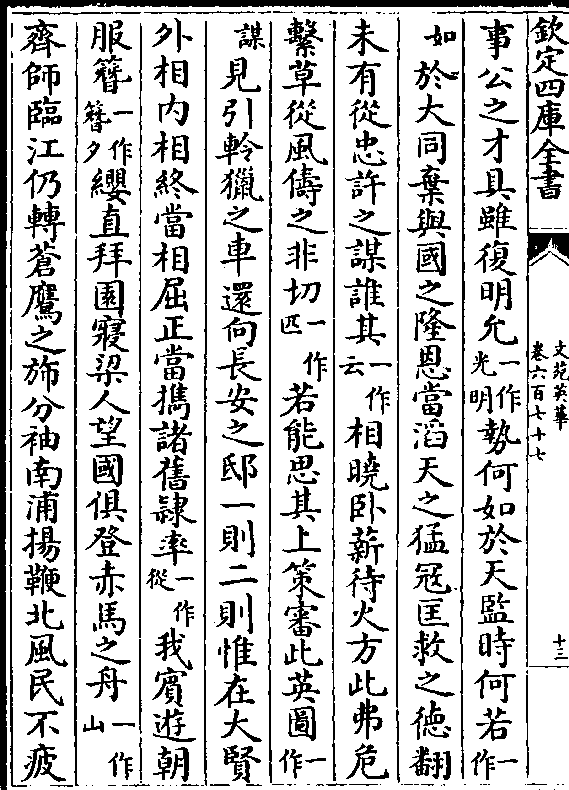 欽定四庫全書
文苑英華
卷六百七十七
十三
事公之才具雖復明允一作光明勢何如於天監時何若一作
如於大同棄與國之隆恩當滔天之猛冦匡救之德翻
未有從忠許之謀誰其一作云相曉卧薪待火方此弗危
繫草從風儔之非切一作匹若能思其上策審此英圖一作
謀見引軨獵之車還向長安之邸一則二則惟在大賢
外相内相終當相屈正當擕諸舊隷率一作從我賓遊朝
服簮一作簪夕纓直拜園寢梁人望國俱登赤馬之舟一作山
齊師臨江仍轉蒼鷹之斾分袖南浦揚鞭北風民不疲